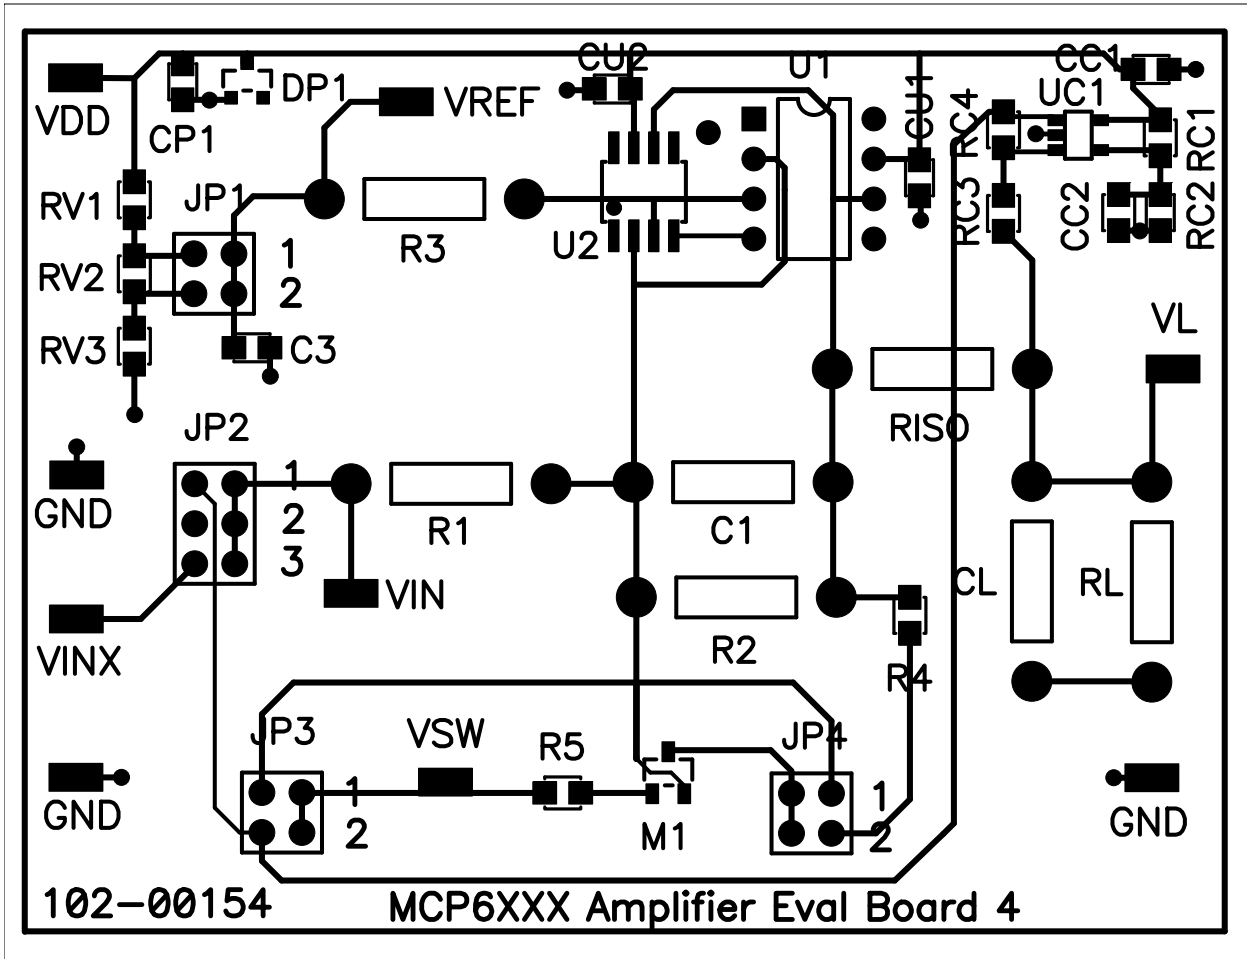 CU2
U1
CC1
VDD
DP1
VREF
UC1
CP1
CU1
RC4
RC1
RV1
JP1
R3
U2
RC3
CC2
RC2
RV2
1
2
RV3
C3
VL
JP2
RISO
GND
1
2
3
R1
C1
VIN
CL
RL
VINX
R2
R4
JP3
VSW
R5
JP4
GND
1
2
M1
1
2
GND
102-00154
MCP6XXX Amplifier Eval Board 4